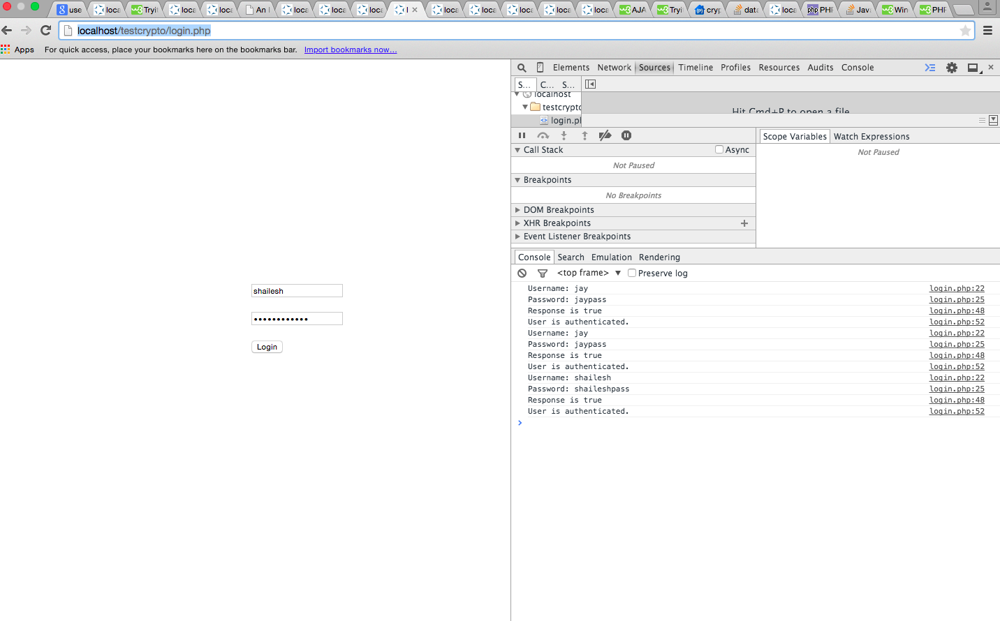 use loca Tryit loca loca An I loca loca loca l loca loca loca loca loca AJA Tryi cryp data loca php PHP Java Win PHP
localhost/testcrypto/login.php
Apps For quick access, place your bookmarks here on the bookmarks bar. Import bookmarks now...
Elements Network Sources Timeline Profiles Resources Audits Console
S... C... S...
localhost
testcrypto
Hit Cmd+P to open a file
login.pl
Scope Variables Watch Expressions
Call Stack Async
Not Paused
Not Paused
Breakpoints
No Breakpoints
DOM Breakpoints
XHR Breakpoints
Event Listener Breakpoints
Console Search Emulation Rendering
<top frame> Preserve log
Username: jay login.php:22
Password: jaypass login.php:25
Response is true login.php:48
User is authenticated. login.php:52
Username: jay login.php:22
Password: jaypass login.php:25
Response is true login.php:48
User is authenticated. login.php:52
Username: shailesh login.php:22
Password: shaileshpass login.php:25
Response is true login.php:48
User is authenticated. login.php:52
shailesh
Login